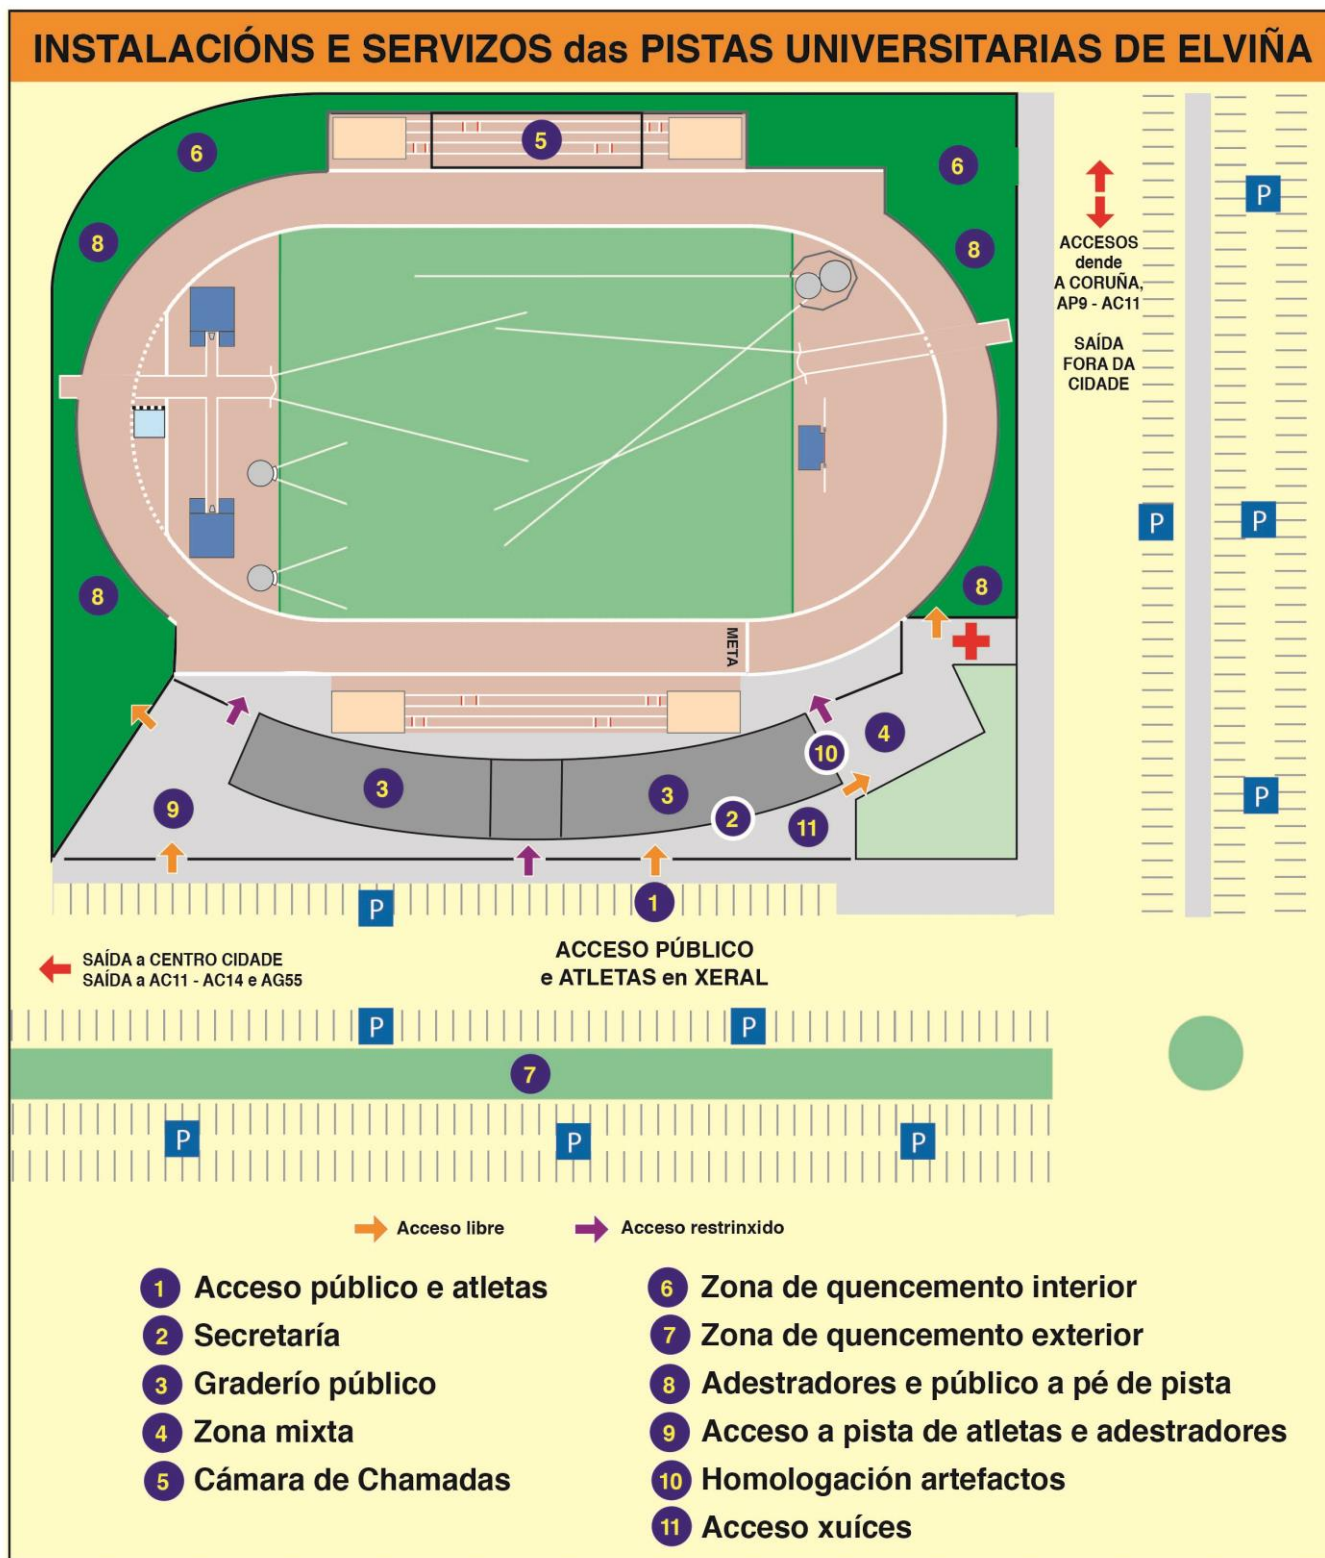 INSTALACIÓNS E SERVIZOS das PISTAS UNIVERSITARIAS DE ELVIÑA
5
6
6
P
8
8
ACCESOS
dende
A CORUÑA,
AP9 - AC11
SAÍDA
FORA DA
CIDADE
P
P
8
8
META
4
10
3
3
9
2
11
P
P
1
SAÍDA a CENTRO CIDADE
SAÍDA a AC11 - AC14 e AG55
ACCESO PÚBLICO
e ATLETAS en XERAL
P
P
7
P
P
P
Acceso libre
Acceso restrinxido
1 Acceso público e atletas
2 Secretaría
3 Graderío público
4 Zona mixta
5 Cámara de Chamadas
6 Zona de quencemento interior
7 Zona de quencemento exterior
8 Adestradores e público a pé de pista
9 Acceso a pista de atletas e adestradores
10 Homologación artefactos
11 Acceso xuíces